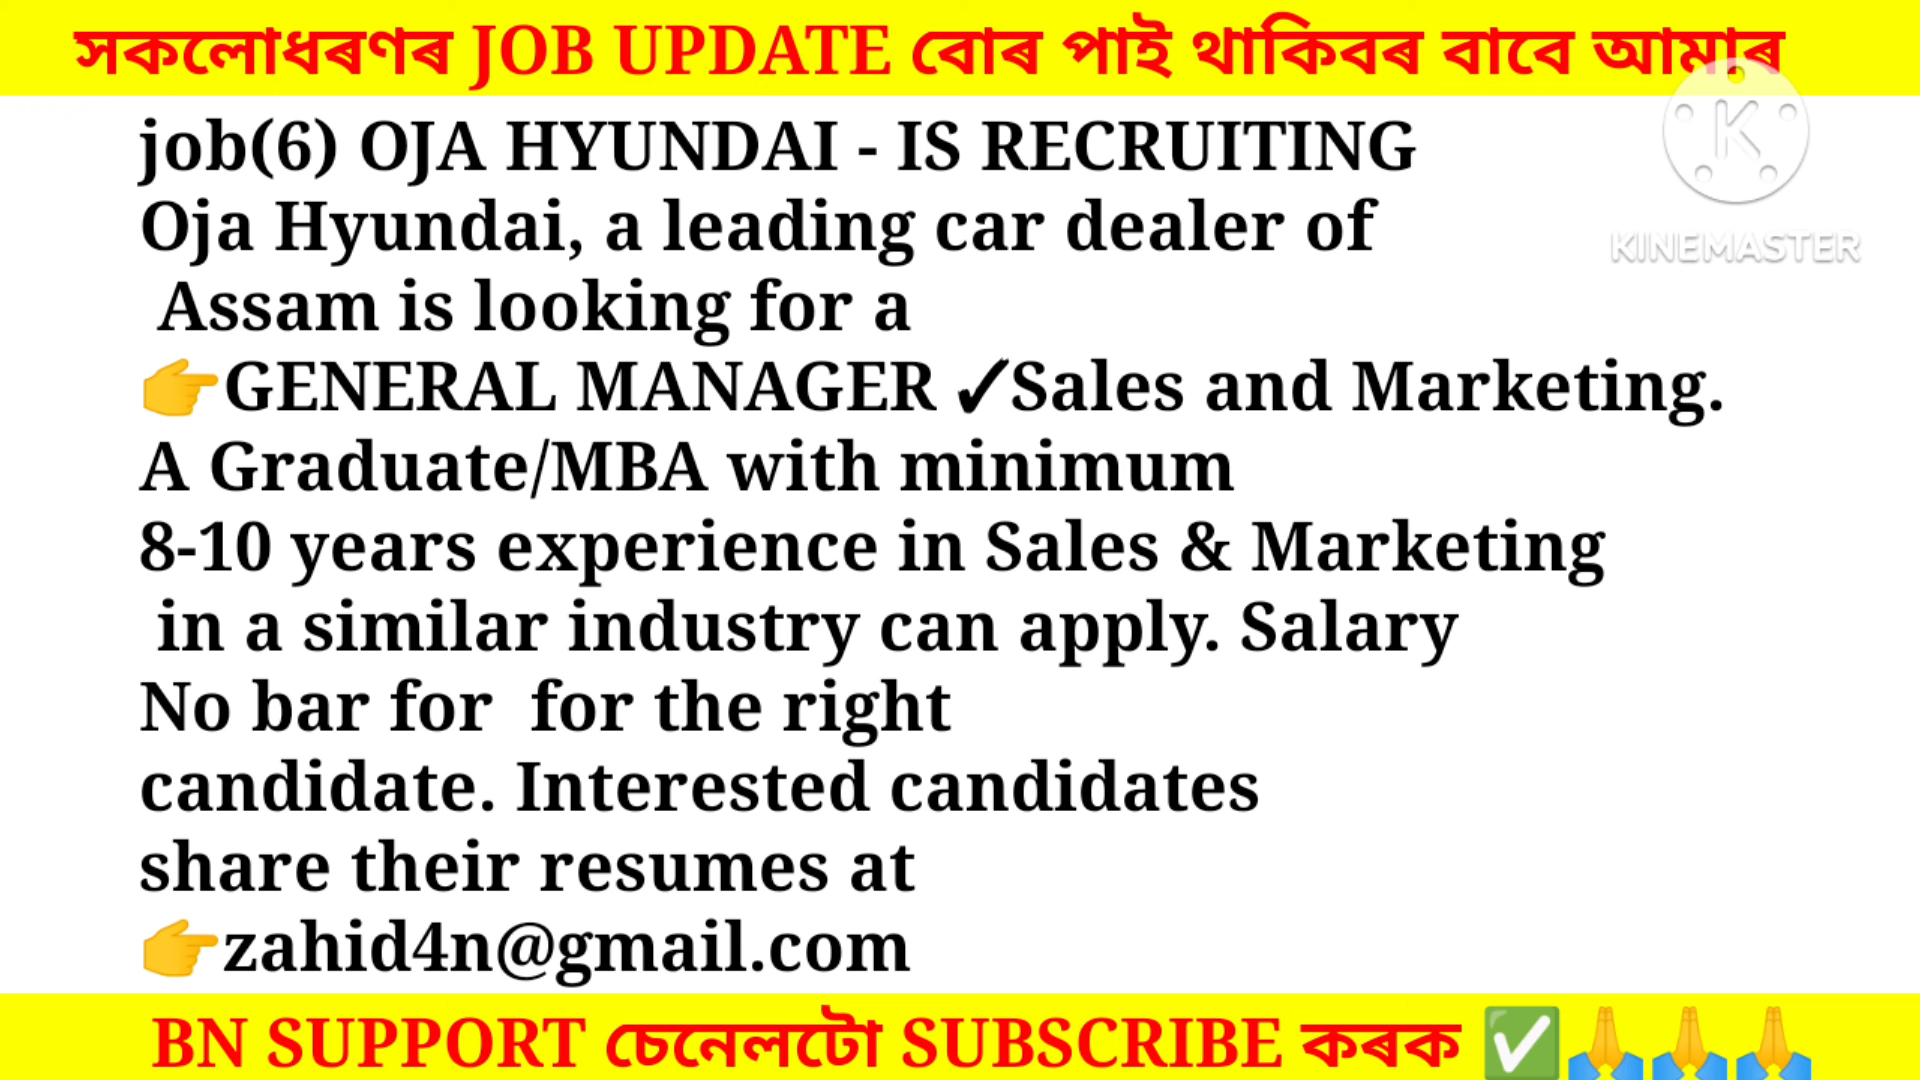 সকলোধৰণৰ JOB UPDATE বোৰ পাই থাকিবৰ বাবে আমাৰ
job(6) OJA HYUNDAI - IS RECRUITING
Oja Hyundai, a leading car dealer of
Assam is looking for a
👉GENERAL MANAGER ✓Sales and Marketing.
A Graduate/MBA with minimum
8-10 years experience in Sales & Marketing
in a similar industry can apply. Salary
No bar for  for the right
candidate. Interested candidates
share their resumes at
👉zahid4n@gmail.com
BN SUPPORT চেনেলটো SUBSCRIBE কৰক ✅🙏🙏🙏
K
KINEMASTER